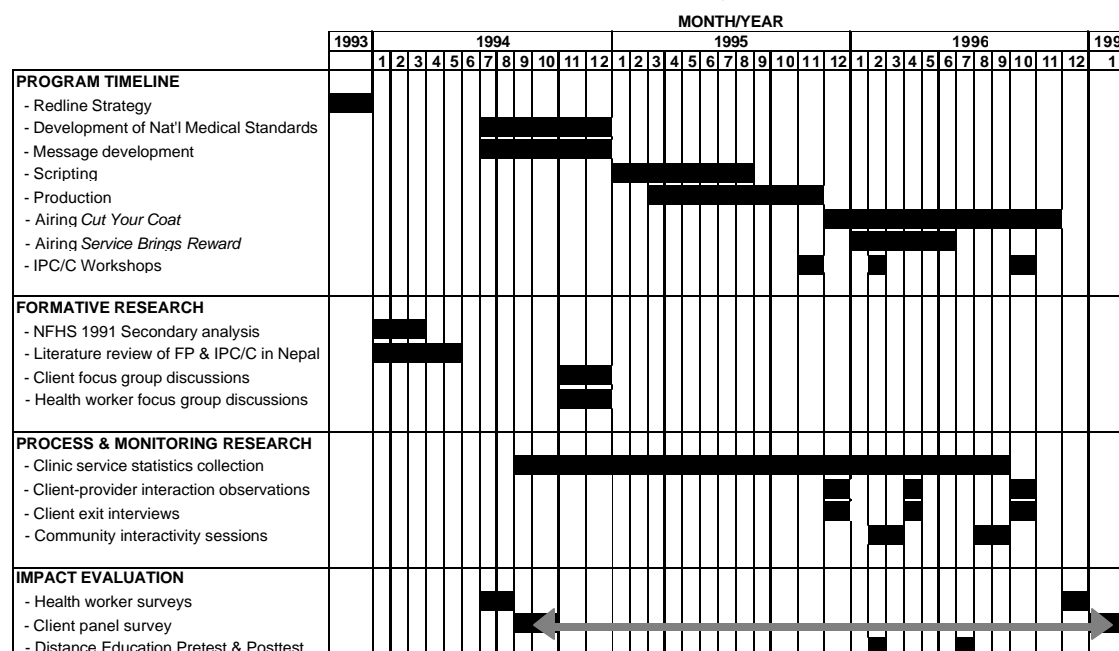 MONTH/YEAR
1993 1994 1995 1996 199
1 2 3 4 5 6 7 8 9 10 11 12 1 2 3 4 5 6 7 8 9 10 11 12 1 2 3 4 5 6 7 8 9 10 11 12 1
PROGRAM TIMELINE
- Redline Strategy
- Development of Nat'l Medical Standards
- Message development
- Scripting
- Production
- Airing Cut Your Coat
- Airing Service Brings Reward
- IPC/C Workshops
FORMATIVE RESEARCH
- NFHS 1991 Secondary analysis
- Literature review of FP & IPC/C in Nepal
- Client focus group discussions
- Health worker focus group discussions
PROCESS & MONITORING RESEARCH
- Clinic service statistics collection
- Client-provider interaction observations
- Client exit interviews
- Community interactivity sessions
IMPACT EVALUATION
- Health worker surveys
- Client panel survey
- Distance Education Pretest & Posttest